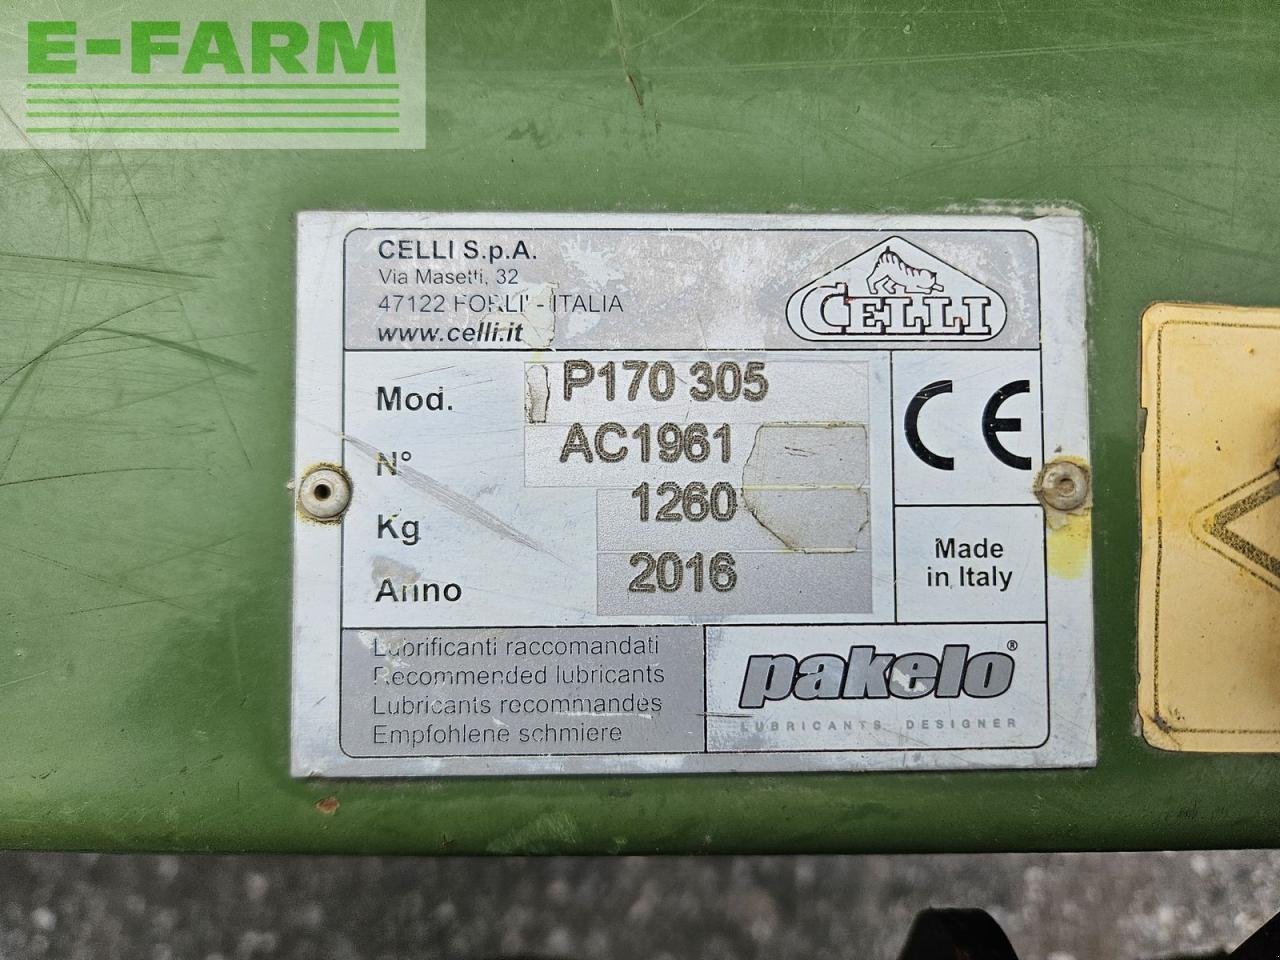 E-FARM
CELLI S.p.A.
Via Masetti, 32
47122 FORLI' - ITALIA
www.celli.it
CELLI
Mod. P170 305
N° AC1961
Kg 1260
Anno 2016
CE
Made
in Italy
Lubrificanti raccomandati
Recommended lubricants
Lubricants recommandes
Empfohlene schmiere
pakelo®
LUBRICANTS DESIGNER